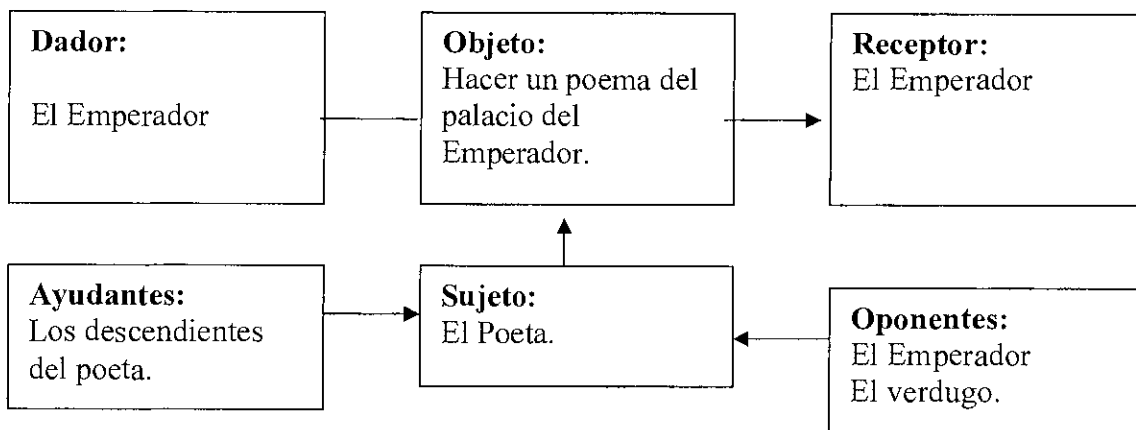 Dador:
El Emperador
Objeto:
Hacer un poema del
palacio del
Emperador.
Receptor:
El Emperador
Ayudantes:
Los descendientes
del poeta.
Sujeto:
El Poeta.
Oponentes:
El Emperador
El verdugo.